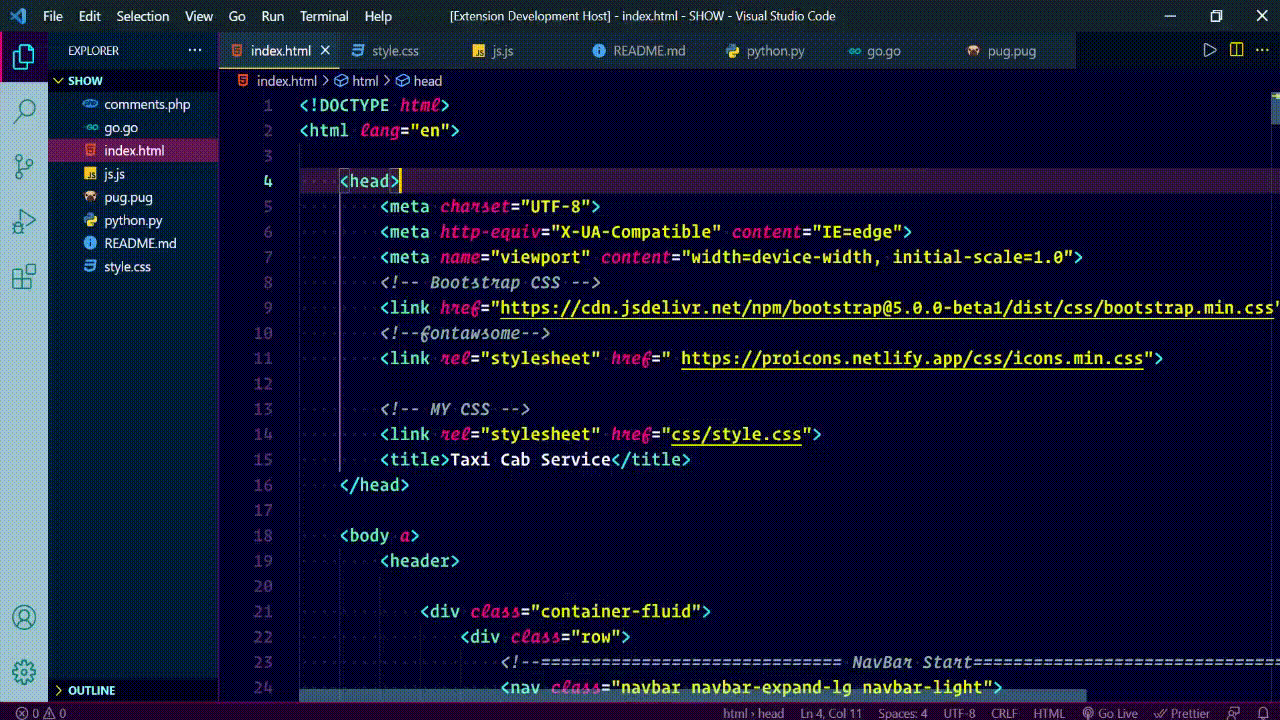 File Edit Selection View Go Run Terminal Help [Extension Development Host] - index.html - SHOW - Visual Studio Code
EXPLORER ···
index.html style.css JS js.js README.md python.py go.go pug.pug
SHOW
comments.php
go.go
index.html
JS js.js
pug.pug
python.py
README.md
style.css
OUTLINE
index.html > html > head
1 <!DOCTYPE html>
2 <html lang="en">
3
4 <head>
5 <meta charset="UTF-8">
6 <meta http-equiv="X-UA-Compatible" content="IE=edge">
7 <meta name="viewport" content="width=device-width, initial-scale=1.0">
8 <!-- Bootstrap CSS -->
9 <link href="https://cdn.jsdelivr.net/npm/bootstrap@5.0.0-beta1/dist/css/bootstrap.min.css"
10 <!--fontawsome-->
11 <link rel="stylesheet" href=" https://proicons.netlify.app/css/icons.min.css">
12
13 <!-- MY CSS -->
14 <link rel="stylesheet" href="css/style.css">
15 <title>Taxi Cab Service</title>
16 </head>
17
18 <body a>
19 <header>
20
21 <div class="container-fluid">
22 <div class="row">
23 <!--============================== NavBar Start==============================
24 <nav class="navbar navbar-expand-lg navbar-light">
0 0 html > head Ln 4, Col 11 Spaces: 4 UTF-8 CRLF HTML Go Live Prettier